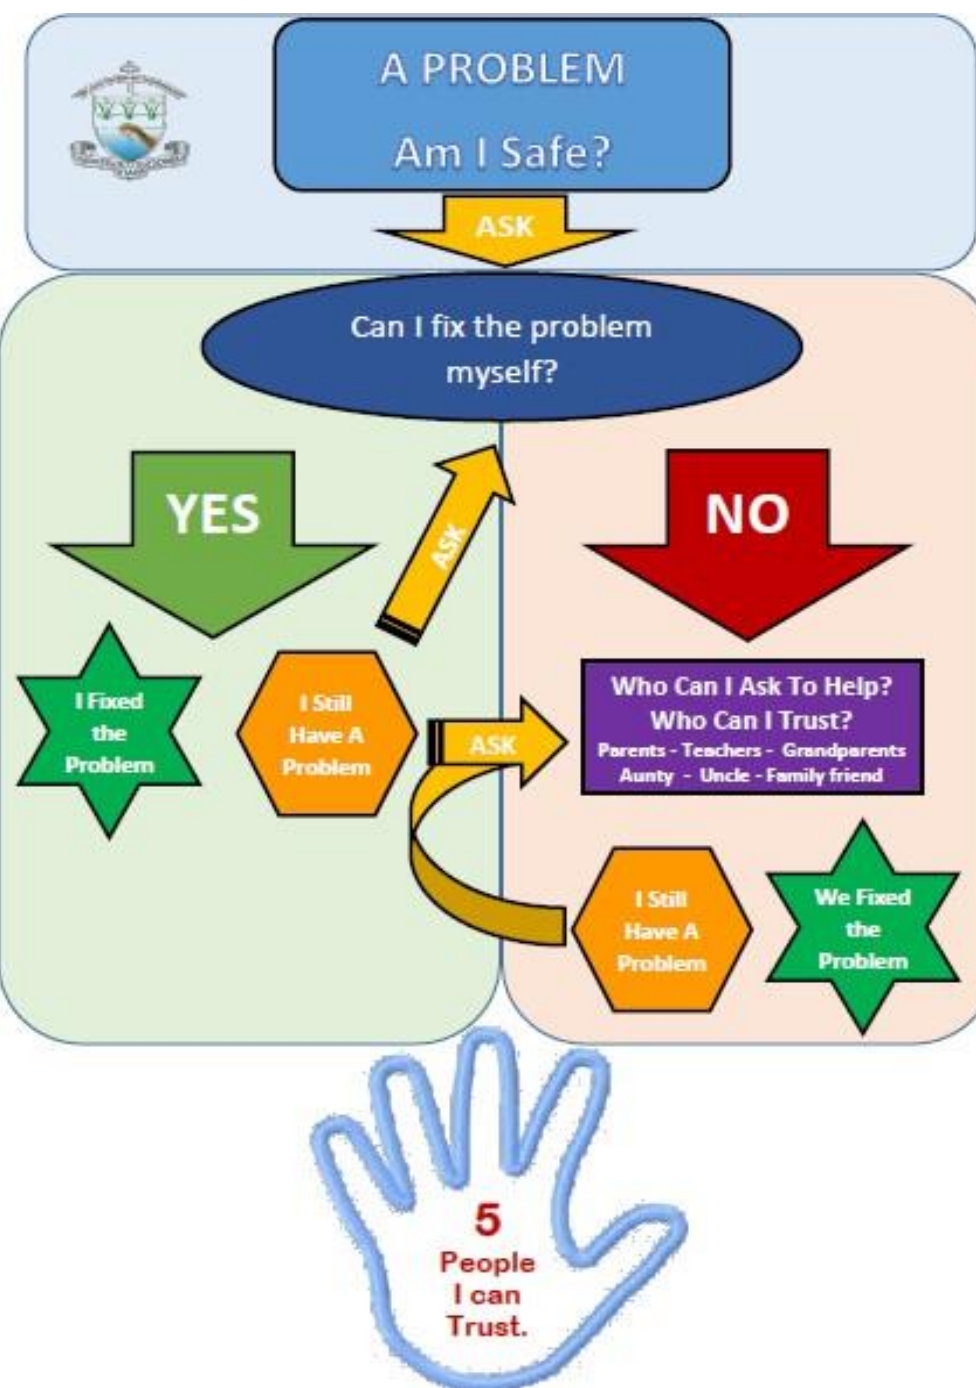 A PROBLEM
Am I Safe?
ASK
Can I fix the problem
myself?
YES
NO
ASK
I Fixed
the
Problem
I Still
Have A
Problem
ASK
Who Can I Ask To Help?
Who Can I Trust?
Parents - Teachers - Grandparents
Aunty - Uncle - Family friend
I Still
Have A
Problem
We Fixed
the
Problem
5
People
I can
Trust.